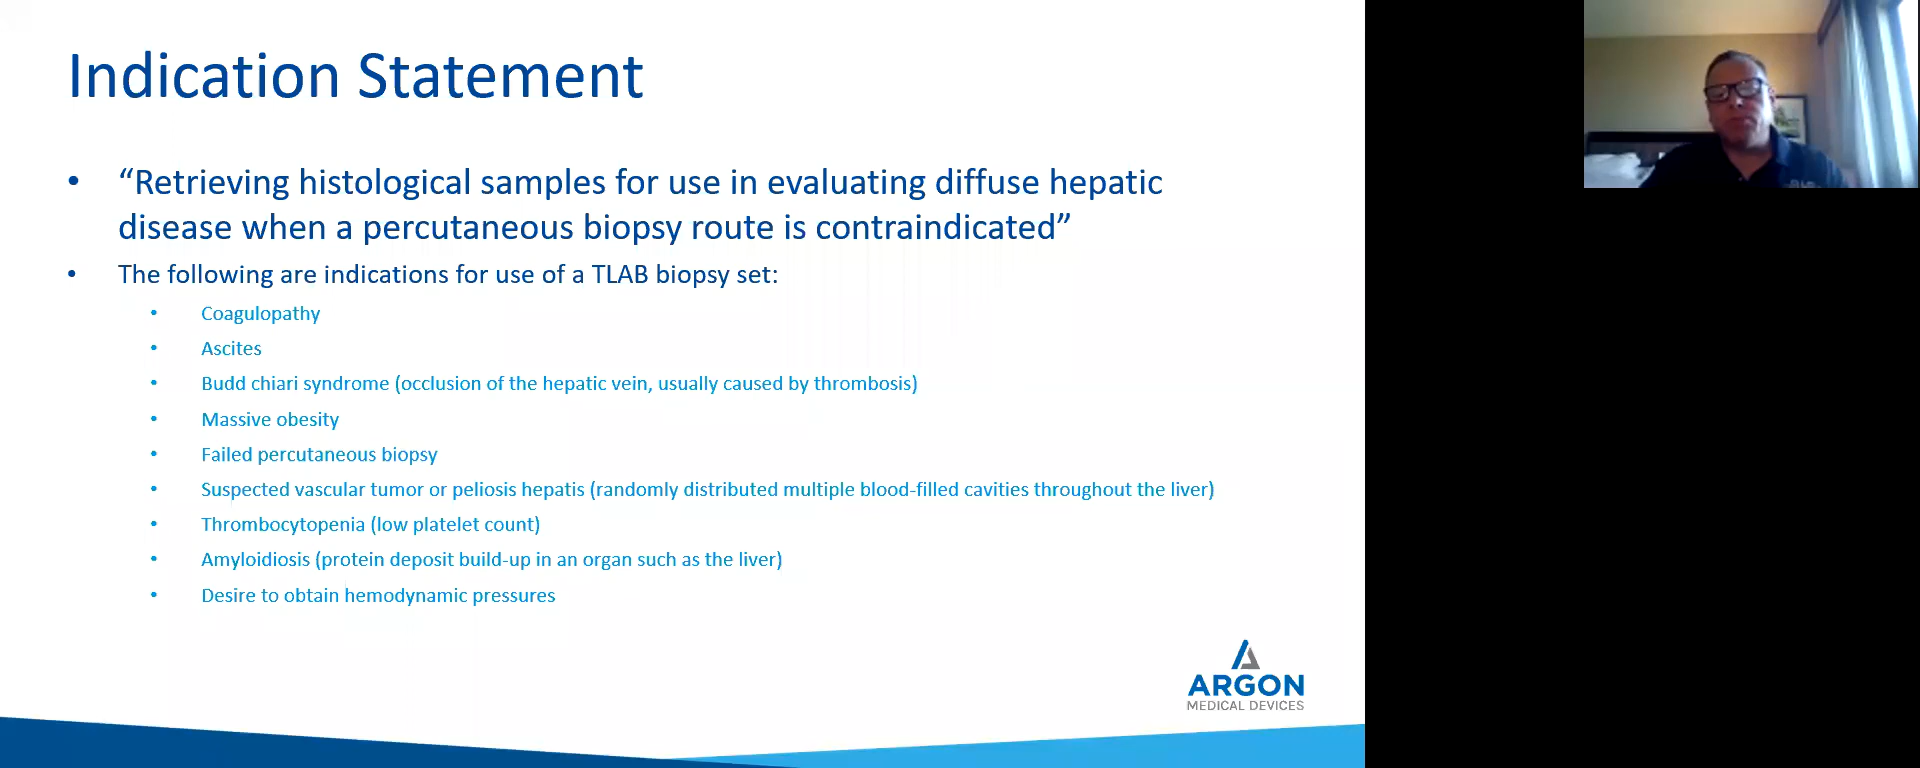 Indication Statement
• “Retrieving histological samples for use in evaluating diffuse hepatic
disease when a percutaneous biopsy route is contraindicated”
• The following are indications for use of a TLAB biopsy set:
• Coagulopathy
• Ascites
• Budd chiari syndrome (occlusion of the hepatic vein, usually caused by thrombosis)
• Massive obesity
• Failed percutaneous biopsy
• Suspected vascular tumor or peliosis hepatis (randomly distributed multiple blood-filled cavities throughout the liver)
• Thrombocytopenia (low platelet count)
• Amyloidiosis (protein deposit build-up in an organ such as the liver)
• Desire to obtain hemodynamic pressures
ARGON
MEDICAL DEVICES